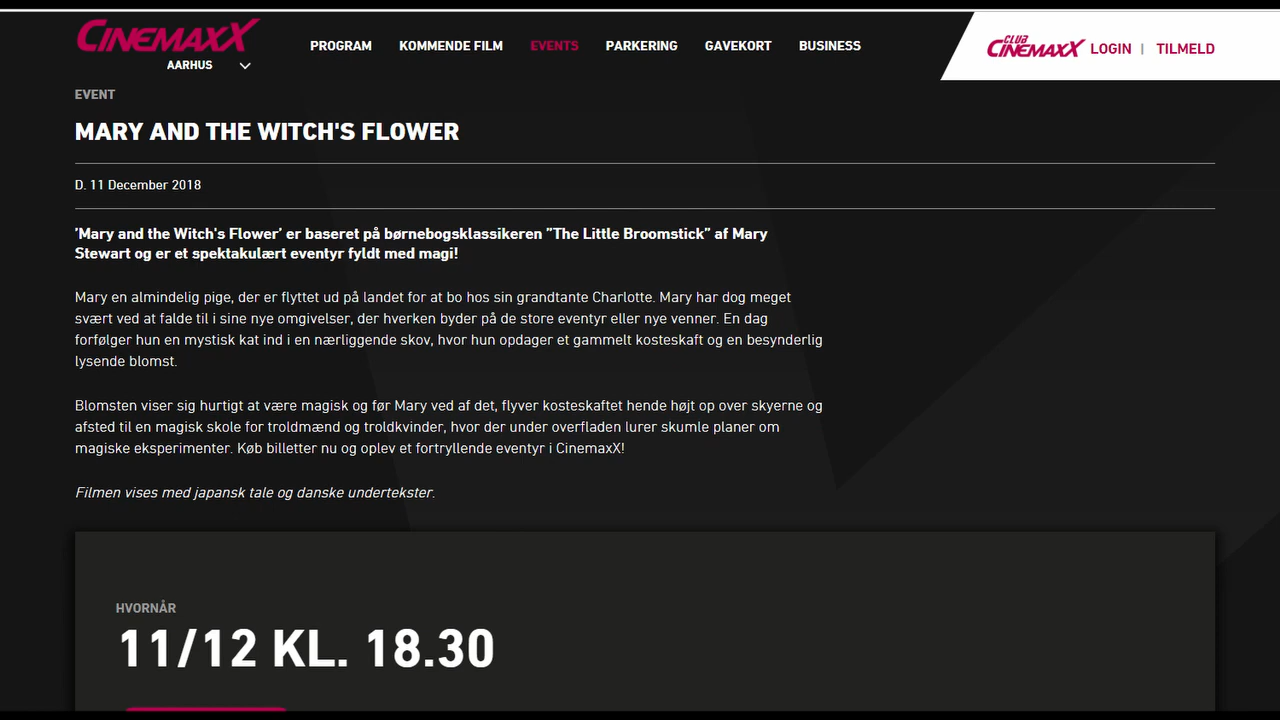 CINEMAXX
AARHUS
PROGRAM KOMMENDE FILM EVENTS PARKERING GAVEKORT BUSINESS
CLUB CINEMAXX LOGIN | TILMELD
EVENT
MARY AND THE WITCH'S FLOWER
D. 11 December 2018
’Mary and the Witch's Flower’ er baseret på børnebogsklassikeren ”The Little Broomstick” af Mary
Stewart og er et spektakulært eventyr fyldt med magi!
Mary en almindelig pige, der er flyttet ud på landet for at bo hos sin grandtante Charlotte. Mary har dog meget
svært ved at falde til i sine nye omgivelser, der hverken byder på de store eventyr eller nye venner. En dag
forfølger hun en mystisk kat ind i en nærliggende skov, hvor hun opdager et gammelt kosteskaft og en besynderlig
lysende blomst.
Blomsten viser sig hurtigt at være magisk og før Mary ved af det, flyver kosteskaftet hende højt op over skyerne og
afsted til en magisk skole for troldmænd og troldkvinder, hvor der under overfladen lurer skumle planer om
magiske eksperimenter. Køb billetter nu og oplev et fortryllende eventyr i CinemaxX!
Filmen vises med japansk tale og danske undertekster.
HVORNÅR
11/12 KL. 18.30